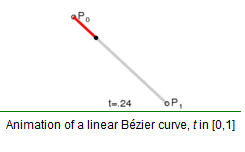 P0
t=.24
P1
Animation of a linear Bézier curve, t in [0,1]